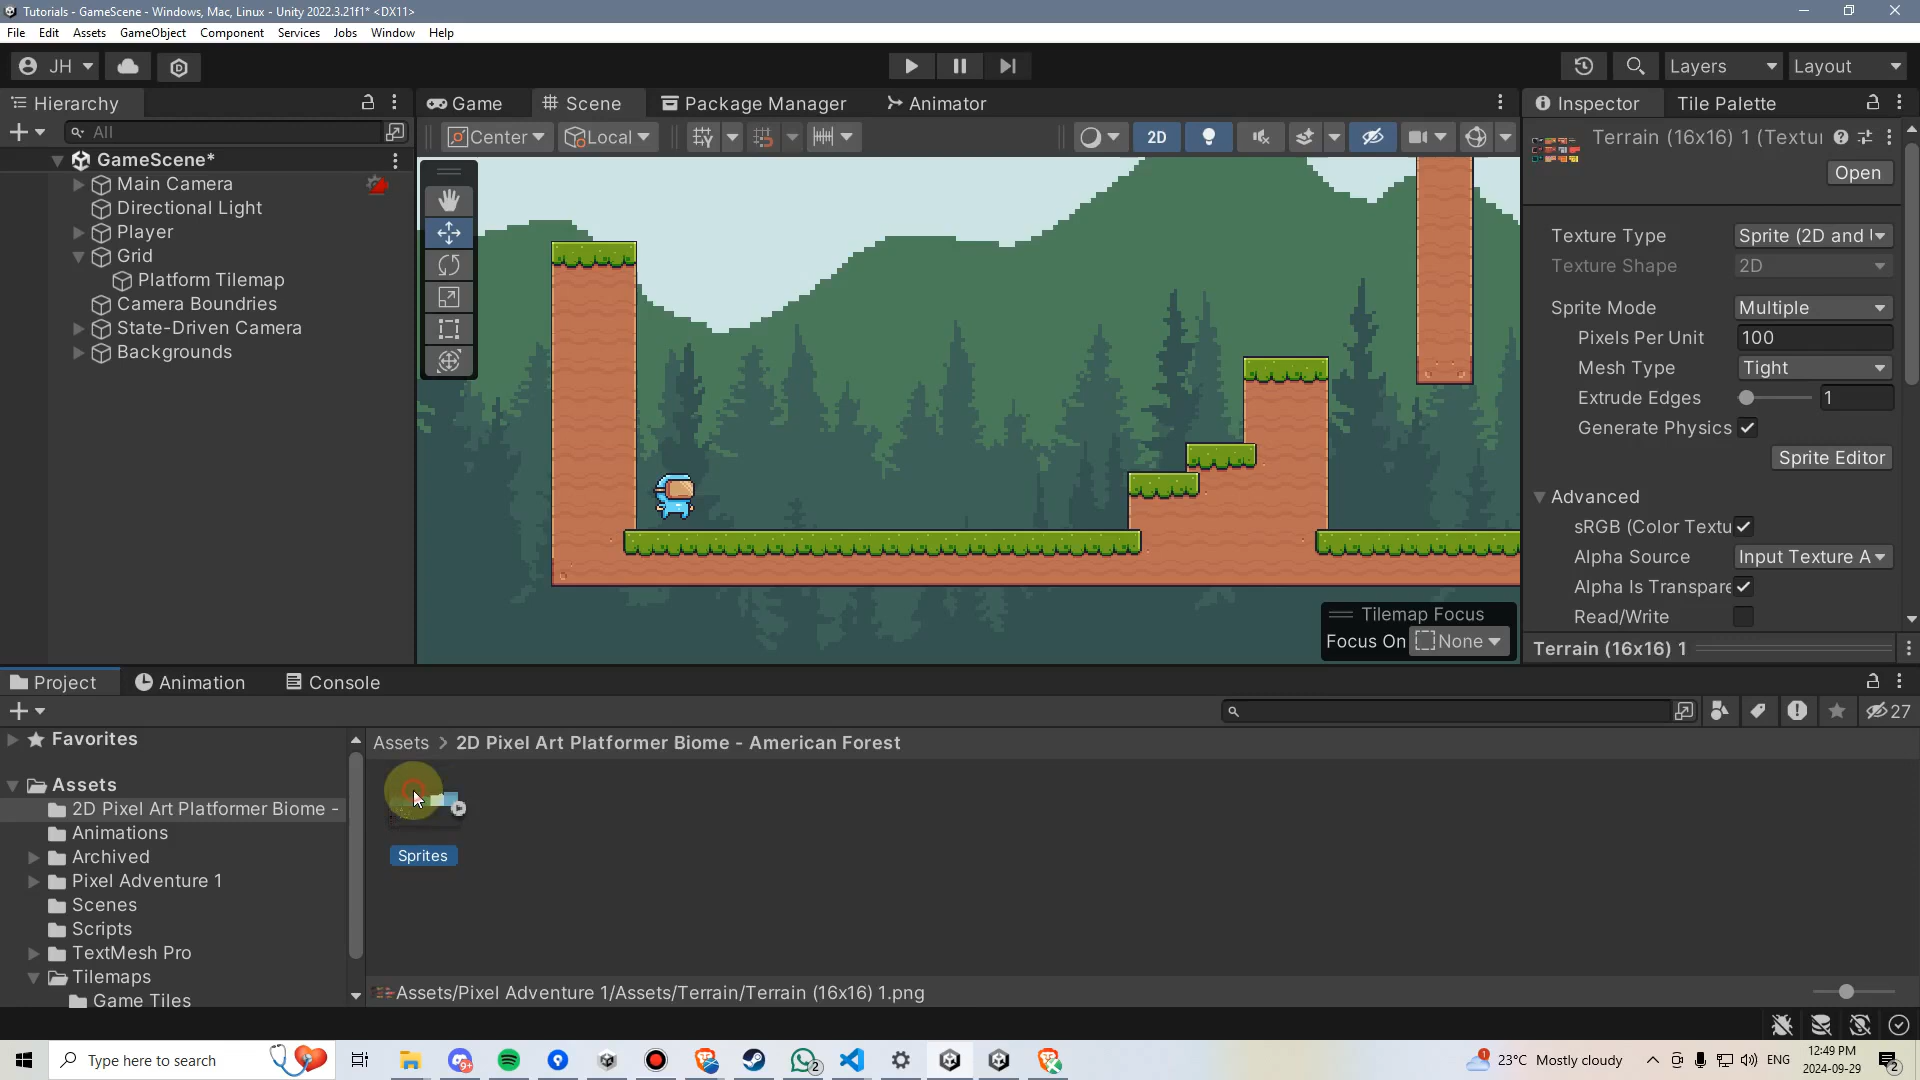 Tutorials - GameScene - Windows, Mac, Linux - Unity 2022.3.21f1* <DX11>
File Edit Assets GameObject Component Services Jobs Window Help
JH
Layers Layout
Hierarchy
Game Scene Package Manager Animator
Inspector Tile Palette
All
Center Local 2D
GameScene*
Main Camera
Directional Light
Player
Grid
Platform Tilemap
Camera Boundries
State-Driven Camera
Backgrounds
Tilemap Focus
Focus On None
Terrain (16x16) 1 (Textu
Open
Texture Type Sprite (2D and
Texture Shape 2D
Sprite Mode Multiple
Pixels Per Unit 100
Mesh Type Tight
Extrude Edges 1
Generate Physics
Sprite Editor
Advanced
sRGB (Color Textu
Alpha Source Input Texture A
Alpha Is Transpare
Read/Write
Terrain (16x16) 1
Project Animation Console
27
Favorites
Assets
2D Pixel Art Platformer Biome -
Animations
Archived
Pixel Adventure 1
Scenes
Scripts
TextMesh Pro
Tilemaps
Game Tiles
Assets > 2D Pixel Art Platformer Biome - American Forest
Sprites
Assets/Pixel Adventure 1/Assets/Terrain/Terrain (16x16) 1.png
Type here to search
9+
2
1
23°C Mostly cloudy
ENG
12:49 PM
2024-09-29
2